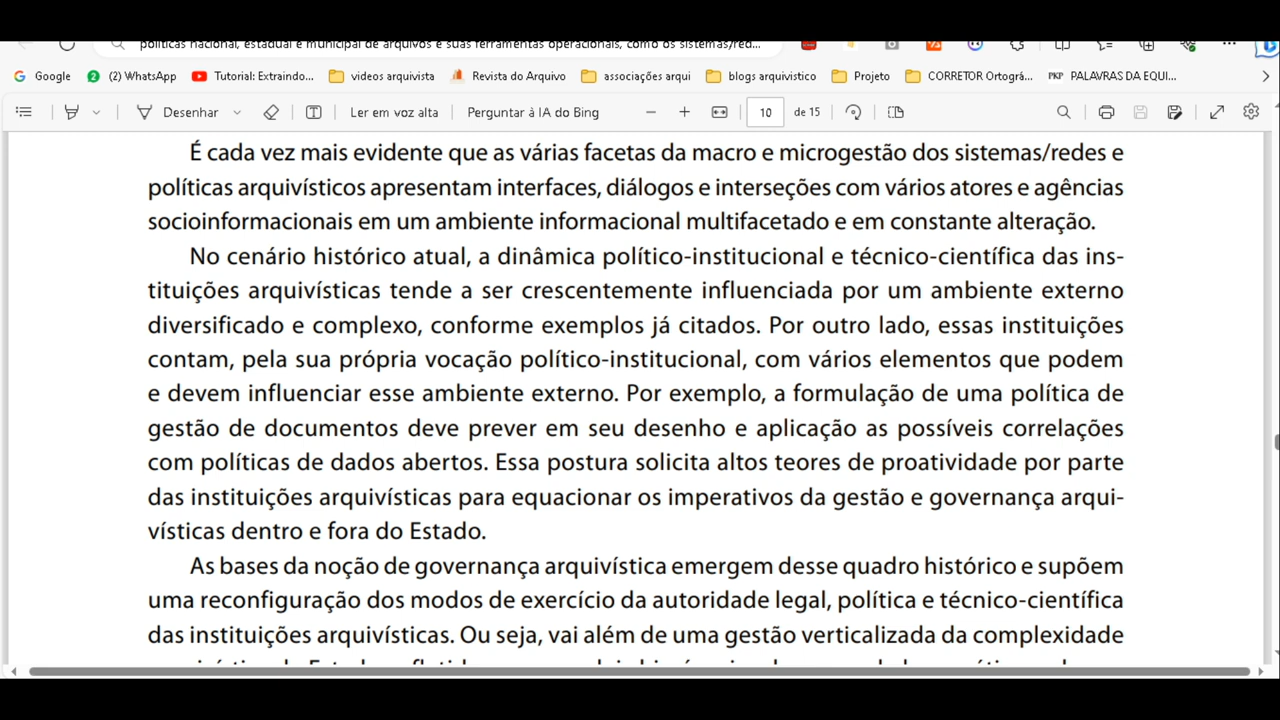 políticas nacional, estadual e municipal de arquivos e suas ferramentas operacionais, como os sistemas/red...
Google (2) WhatsApp Tutorial: Extraindo... videos arquivista Revista do Arquivo associações arqui blogs arquivistico Projeto CORRETOR Ortográ... PKP PALAVRAS DA EQUI...
Desenhar Ler em voz alta Perguntar à IA do Bing 10 de 15
É cada vez mais evidente que as várias facetas da macro e microgestão dos sistemas/redes e
políticas arquivísticos apresentam interfaces, diálogos e interseções com vários atores e agências
socioinformacionais em um ambiente informacional multifacetado e em constante alteração.
No cenário histórico atual, a dinâmica político-institucional e técnico-científica das ins-
tituições arquivísticas tende a ser crescentemente influenciada por um ambiente externo
diversificado e complexo, conforme exemplos já citados. Por outro lado, essas instituições
contam, pela sua própria vocação político-institucional, com vários elementos que podem
e devem influenciar esse ambiente externo. Por exemplo, a formulação de uma política de
gestão de documentos deve prever em seu desenho e aplicação as possíveis correlações
com políticas de dados abertos. Essa postura solicita altos teores de proatividade por parte
das instituições arquivísticas para equacionar os imperativos da gestão e governança arqui-
vísticas dentro e fora do Estado.
As bases da noção de governança arquivística emergem desse quadro histórico e supõem
uma reconfiguração dos modos de exercício da autoridade legal, política e técnico-científica
das instituições arquivísticas. Ou seja, vai além de uma gestão verticalizada da complexidade